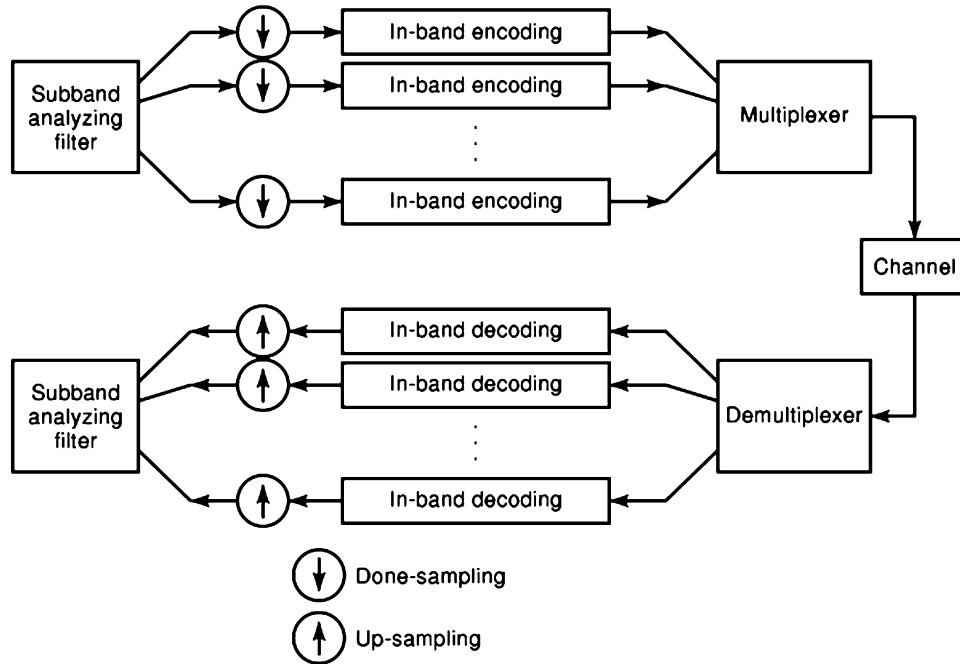 In-band encoding
In-band encoding
Subband
analyzing
filter
Multiplexer
In-band encoding
Channel
In-band decoding
In-band decoding
Subband
analyzing
filter
Demultiplexer
In-band decoding
Done-sampling
Up-sampling